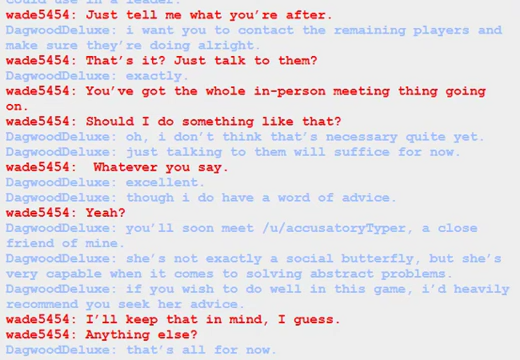 could use in a leader.
wade5454: Just tell me what you're after.
DagwoodDeluxe: i want you to contact the remaining players and
make sure they're doing alright.
wade5454: That's it? Just talk to them?
DagwoodDeluxe: exactly.
wade5454: You've got the whole in-person meeting thing going
on.
wade5454: Should I do something like that?
DagwoodDeluxe: oh, i don't think that's necessary quite yet.
DagwoodDeluxe: just talking to them will suffice for now.
wade5454:  Whatever you say.
DagwoodDeluxe: excellent.
DagwoodDeluxe: though i do have a word of advice.
wade5454: Yeah?
DagwoodDeluxe: you'll soon meet /u/accusatoryTyper, a close
friend of mine.
DagwoodDeluxe: she's not exactly a social butterfly, but she's
very capable when it comes to solving abstract problems.
DagwoodDeluxe: if you wish to do well in this game, i'd heavily
recommend you seek her advice.
wade5454: I'll keep that in mind, I guess.
wade5454: Anything else?
DagwoodDeluxe: that's all for now.